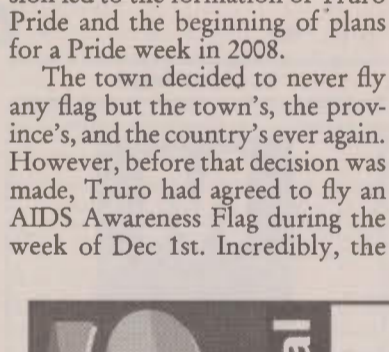 sion led to the formation of Truro
Pride and the beginning of plans
for a Pride week in 2008.
The town decided to never fly
any flag but the town's, the prov-
ince's, and the country's ever again.
However, before that decision was
made, Truro had agreed to fly an
AIDS Awareness Flag during the
week of Dec 1st. Incredibly, the